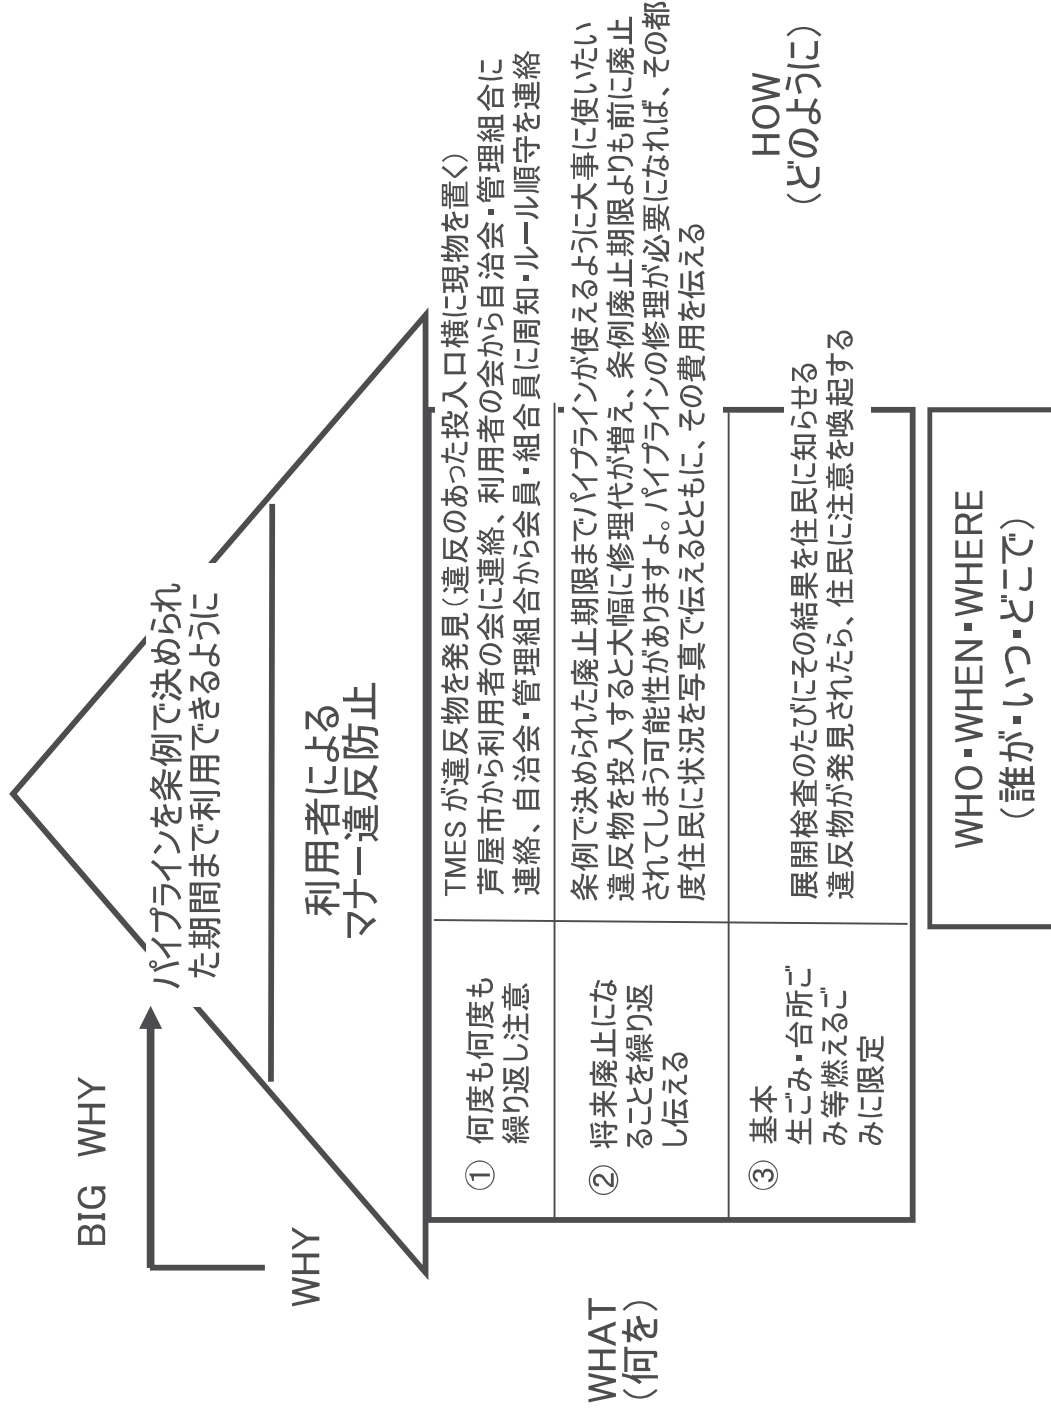 BIG WHY
WHY
パイプラインを条例で決められ
た期間まで利用できるように
利用者による
マナー違反防止
WHAT
(何を)
① 何度も何度も
繰り返し注意
TMES が違反物を発見(違反のあった投入口横に現物を置く)
芦屋市から利用者の会に連絡、利用者の会から自治会・管理組合に
連絡、自治会・管理組合から会員・組合員に周知・ルール順守を連絡
② 将来廃止にな
ることを繰り返
し伝える
条例で決められた廃止期限までパイプラインが使えるように大事に使いたい
違反物を投入すると大幅に修理代が増え、条例廃止期限よりも前に廃止
されてしまう可能性がありますよ。パイプラインの修理が必要になれば、その都
度住民に状況を写真で伝えるとともに、その費用を伝える
③ 基本
生ごみ・台所ご
み等燃えるご
みに限定
展開検査のたびにその結果を住民に知らせる
違反物が発見されたら、住民に注意を喚起する
HOW
(どのように)
WHO・WHEN・WHERE
(誰が・いつ・どこで)